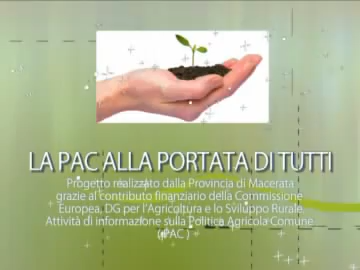 LA PAC ALLA PORTATA DI TUTTI
Progetto realizzato dalla Provincia di Macerata
grazie al contributo finanziario della Commissione
Europea, DG per l'Agricoltura e lo Sviluppo Rurale.
Attività di informazione sulla Politica Agricola Comune
(PAC )